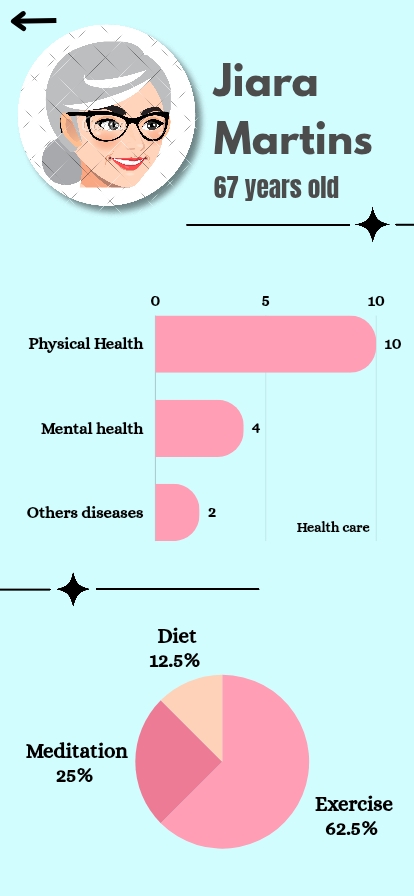 Jiara
Martins
67 years old
0 5 10
Physical Health 10
Mental health 4
Others diseases 2
Health care
Diet
12.5%
Meditation
25%
Exercise
62.5%